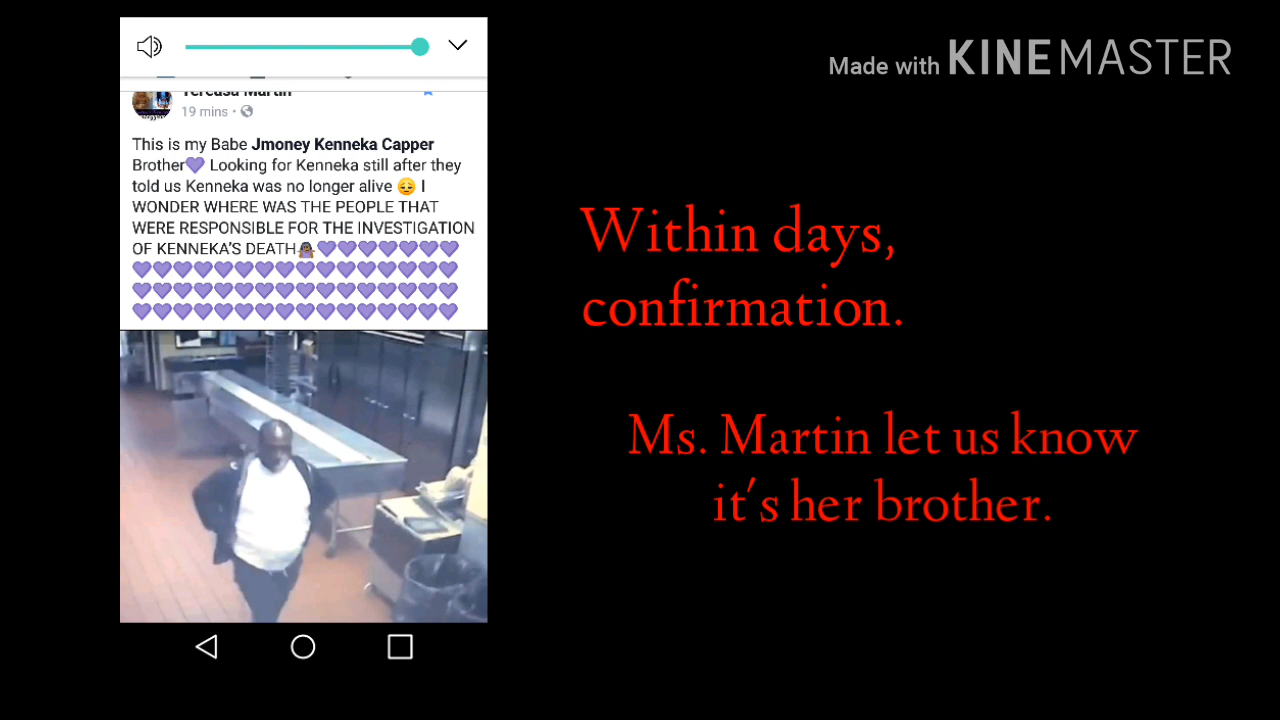 Made with KINEMASTER
Tereasa Martin
19 mins ·
This is my Babe Jmoney Kenneka Capper
Brother💜 Looking for Kenneka still after they
told us Kenneka was no longer alive 😔 I
WONDER WHERE WAS THE PEOPLE THAT
WERE RESPONSIBLE FOR THE INVESTIGATION
OF KENNEKA'S DEATH🤷🏾‍♀️💜💜💜💜💜💜💜
💜💜💜💜💜💜💜💜💜💜💜💜💜💜💜💜
💜💜💜💜💜💜💜💜💜💜💜💜💜💜💜💜
💜💜💜💜💜💜💜💜💜💜💜💜💜💜💜💜
Within days,
confirmation.
Ms. Martin let us know
it's her brother.